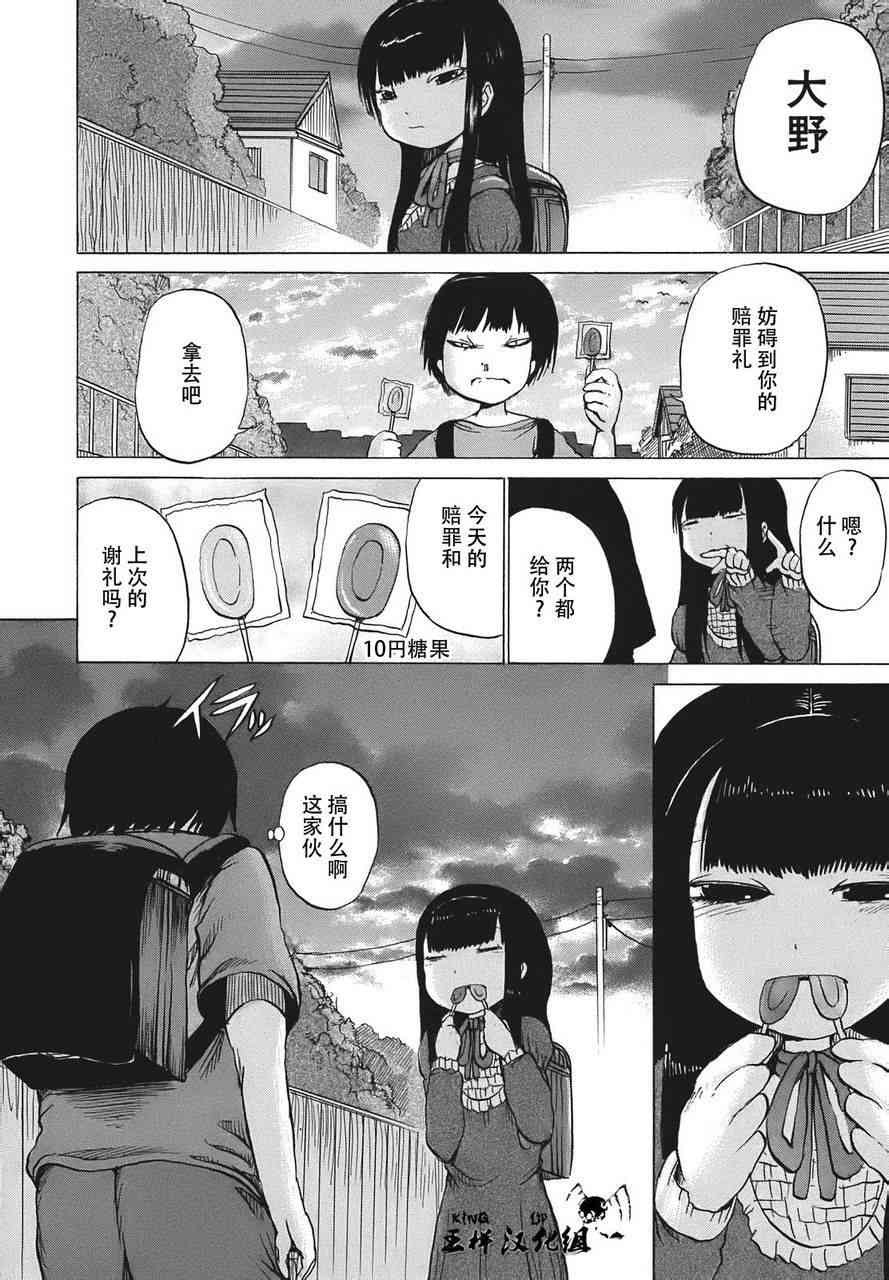 大野
妨碍到你的
赔罪礼
拿去吧
嗯?
什么
两个都
给你?
今天的
赔罪和
上次的
谢礼吗?
10円糖果
イラッ
搞什么啊
这家伙
KING UP
王样汉化组